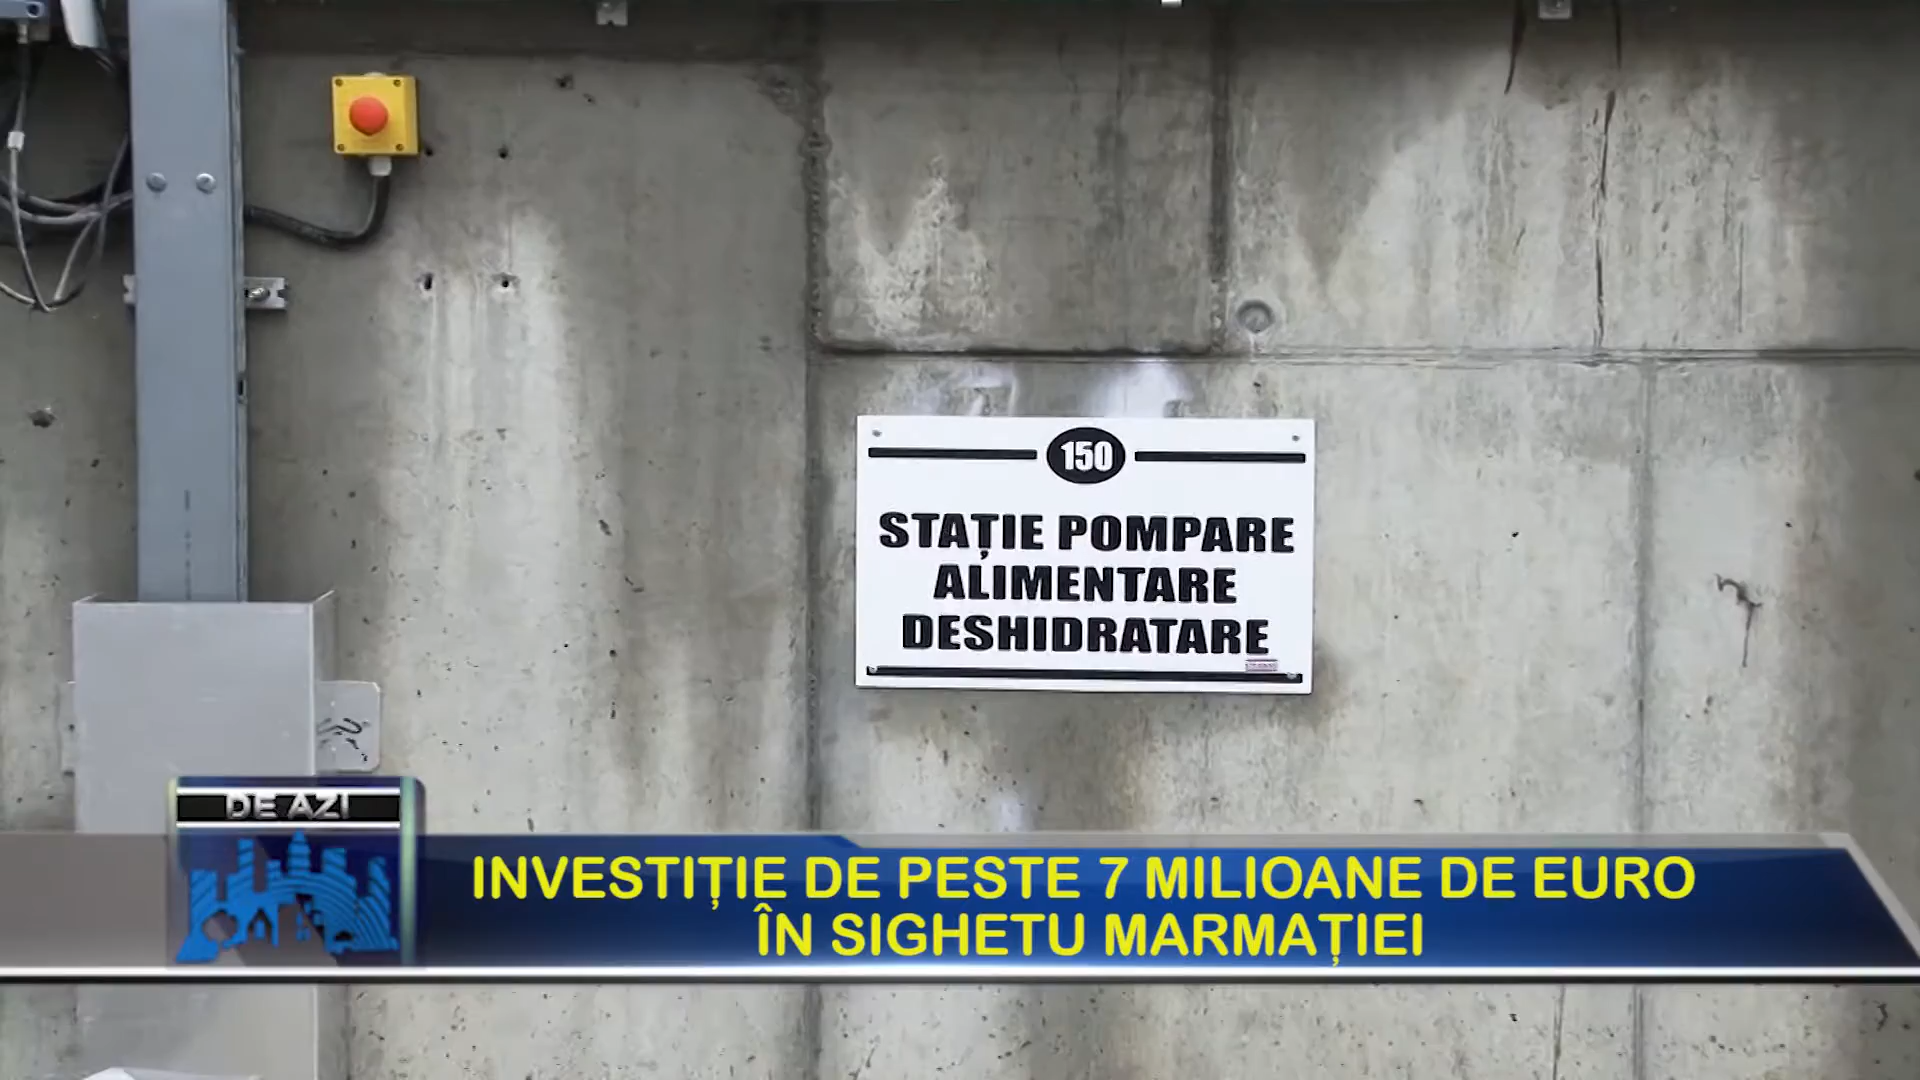 150
STAȚIE POMPARE
ALIMENTARE
DESHIDRATARE
DE AZI
INVESTIȚIE DE PESTE 7 MILIOANE DE EURO
ÎN SIGHETU MARMAȚIEI